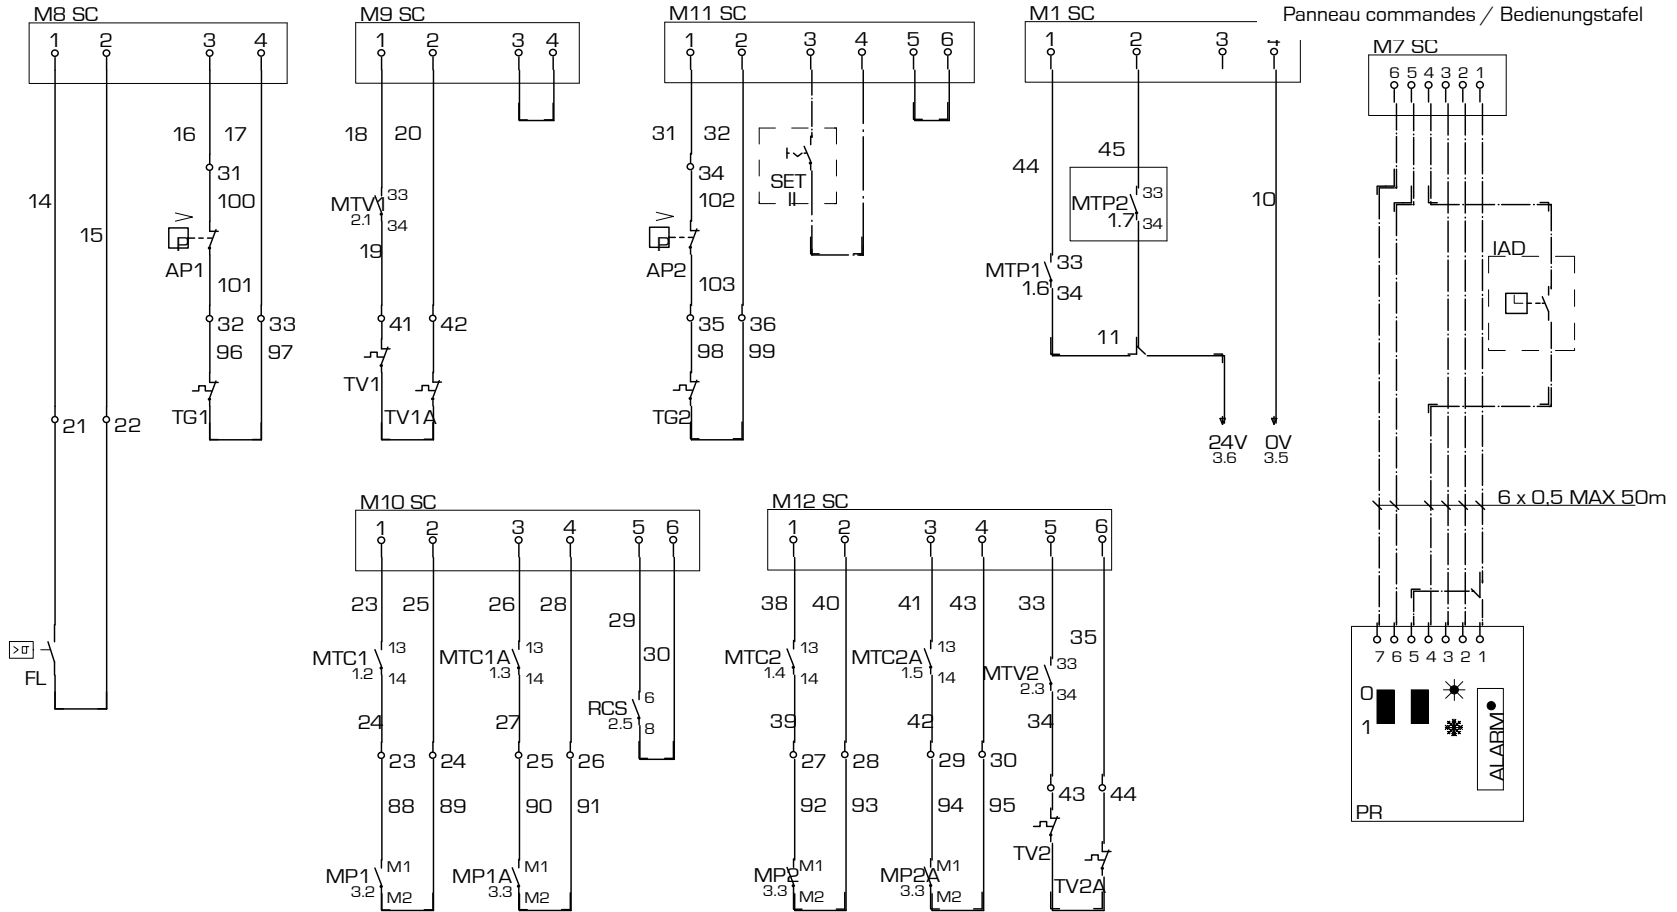 M8 SC
M9 SC
M11 SC
M1 SC
Panneau commandes / Bedienungstafel
M7 SC
1 2 3 4
1 2 3 4
1 2 3 4 5 6
1 2 3 4
6 5 4 3 2 1
16 17
18 20
31 32
45
44
31
34
14
100
MTV1
33
2.1
34
102
SET
II
MTP2
33
1.7
34
10
15
19
AP1
AP2
IAD
101
103
MTP1
33
1.6
34
32 33
41 42
35 36
11
96 97
98 99
TV1
TG1
TV1A
TG2
21 22
24V
3.6
0V
3.5
M10 SC
M12 SC
6 x 0,5 MAX 50m
1 2 3 4 5 6
1 2 3 4 5 6
23 25 26 28
29
38 40 41 43
33
30
35
MTC1
13
1.2
14
MTC1A
13
1.3
14
MTC2
13
1.4
14
MTC2A
13
1.5
14
MTV2
33
2.3
34
FL
RCS
6
2.5
8
24 27
39 42 34
23 24 25 26
27 28 29 30
43 44
88 89 90 91
92 93 94 95
TV2
TV2A
MP1
M1
3.2
M2
MP1A
M1
3.3
M2
MP2
M1
3.3
M2
MP2A
M1
3.3
M2
7 6 5 4 3 2 1
0
1
ALARM
PR